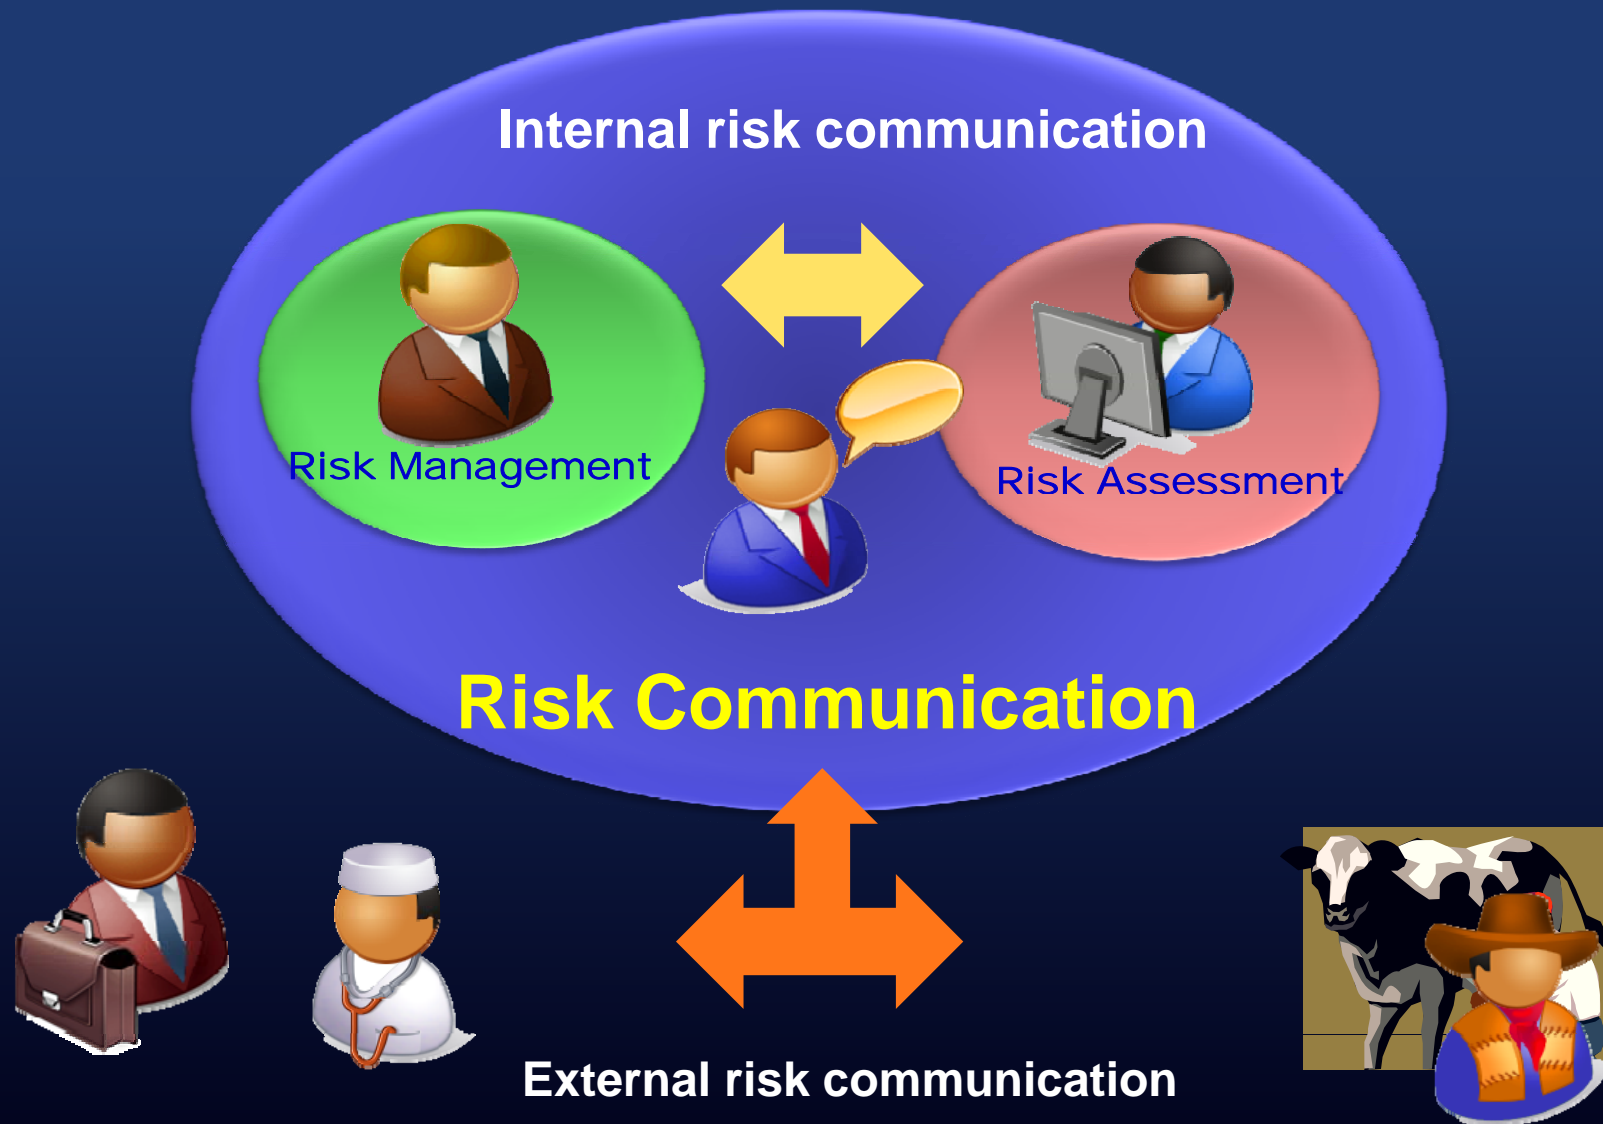 Internal risk communication
Risk Management
Risk Assessment
Risk Communication
External risk communication